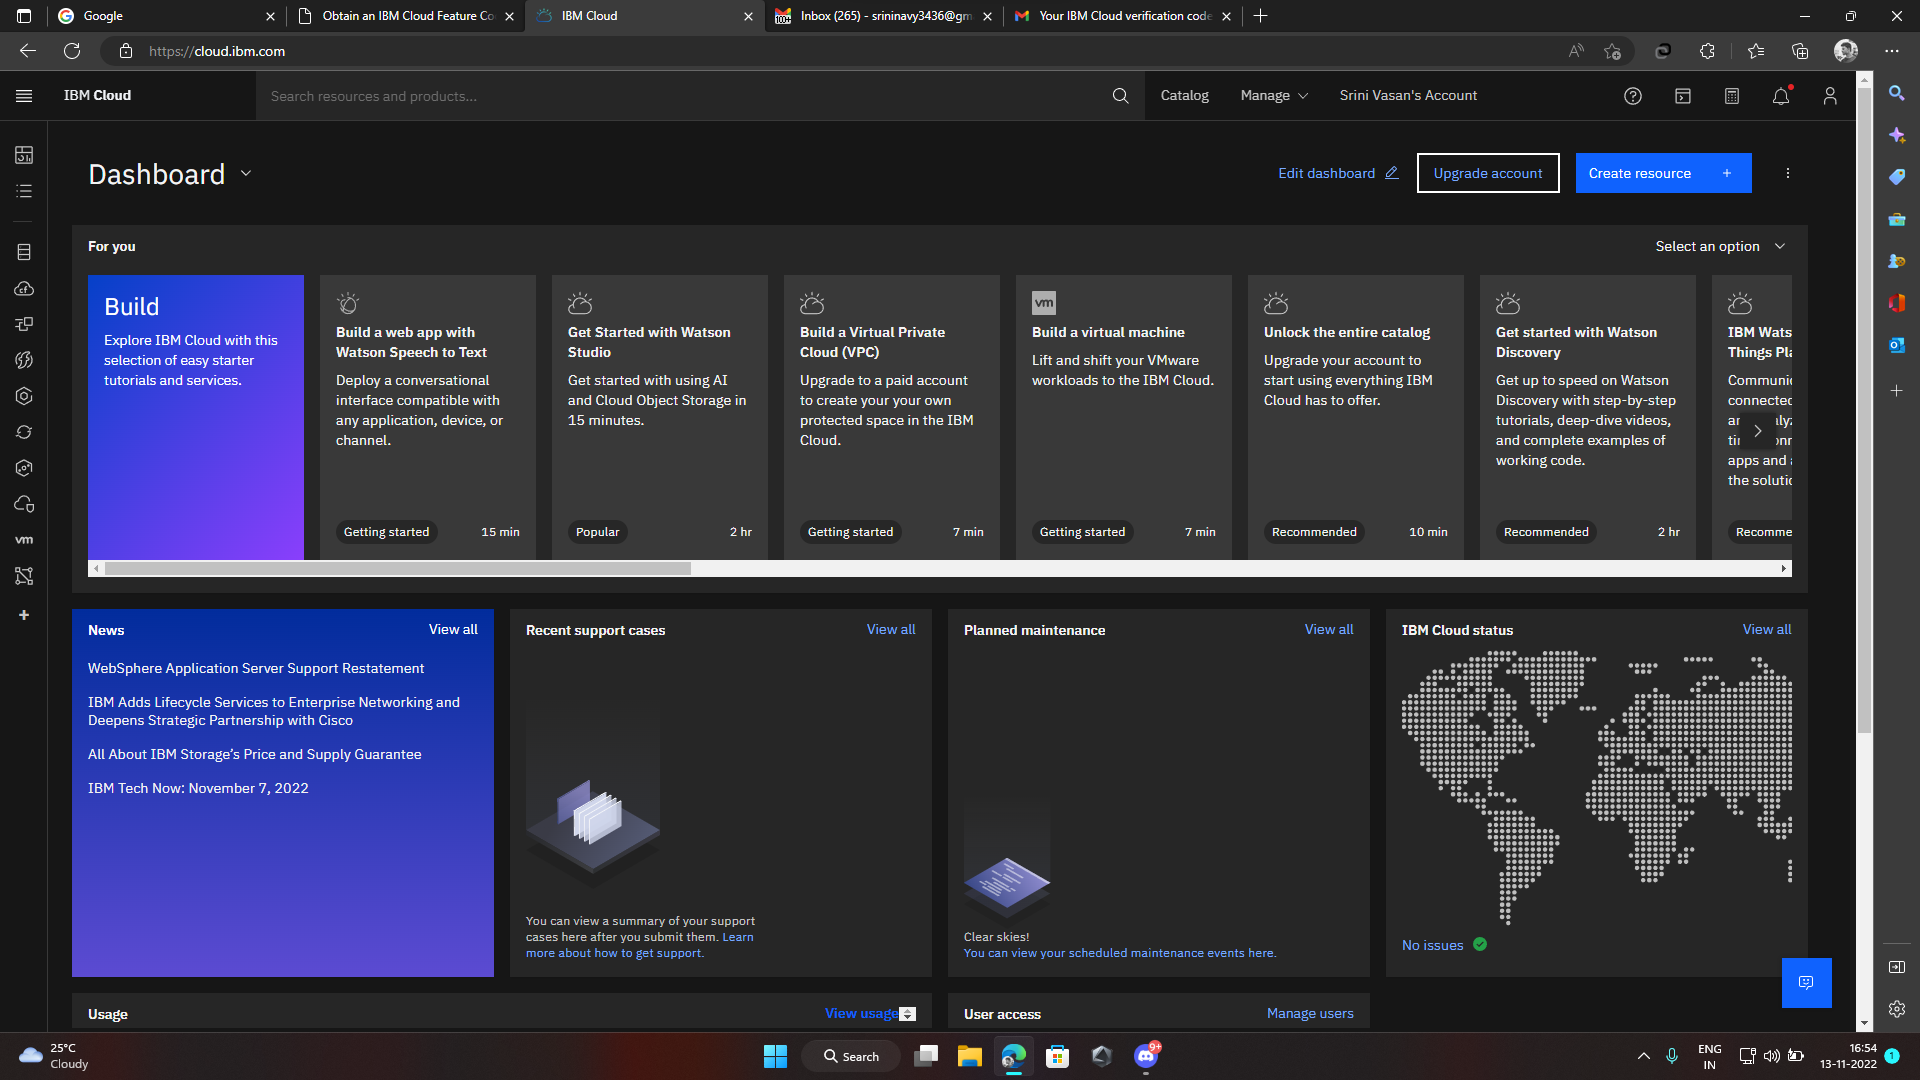 Google
Obtain an IBM Cloud Feature Co
IBM Cloud
Inbox (265) - srininavy3436@gm
Your IBM Cloud verification code
https://cloud.ibm.com
IBM Cloud
Search resources and products...
Catalog
Manage
Srini Vasan's Account
Dashboard
Edit dashboard
Upgrade account
Create resource +
For you
Select an option
Build
Explore IBM Cloud with this
selection of easy starter
tutorials and services.
Build a web app with
Watson Speech to Text
Deploy a conversational
interface compatible with
any application, device, or
channel.
Getting started
15 min
Get Started with Watson
Studio
Get started with using AI
and Cloud Object Storage in
15 minutes.
Popular
2 hr
Build a Virtual Private
Cloud (VPC)
Upgrade to a paid account
to create your your own
protected space in the IBM
Cloud.
Getting started
7 min
vm
Build a virtual machine
Lift and shift your VMware
workloads to the IBM Cloud.
Getting started
7 min
Unlock the entire catalog
Upgrade your account to
start using everything IBM
Cloud has to offer.
Recommended
10 min
Get started with Watson
Discovery
Get up to speed on Watson
Discovery with step-by-step
tutorials, deep-dive videos,
and complete examples of
working code.
Recommended
2 hr
IBM Wats
Things Pla
Communic
connected
apps and
the solutio
Recomme
vm
News
View all
WebSphere Application Server Support Restatement
IBM Adds Lifecycle Services to Enterprise Networking and
Deepens Strategic Partnership with Cisco
All About IBM Storage’s Price and Supply Guarantee
IBM Tech Now: November 7, 2022
Recent support cases
View all
You can view a summary of your support
cases here after you submit them. Learn
more about how to get support.
Planned maintenance
View all
Clear skies!
You can view your scheduled maintenance events here.
IBM Cloud status
View all
No issues
Usage
View usage
User access
Manage users
25°C
Cloudy
Search
9+
ENG
IN
16:54
13-11-2022
1